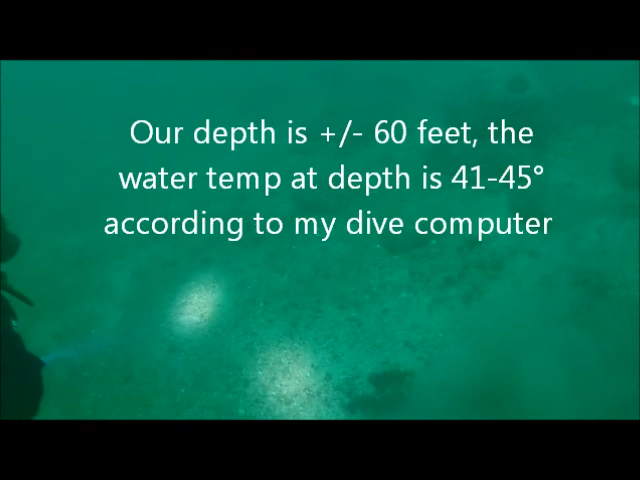 Our depth is +/- 60 feet, the
water temp at depth is 41-45°
according to my dive computer